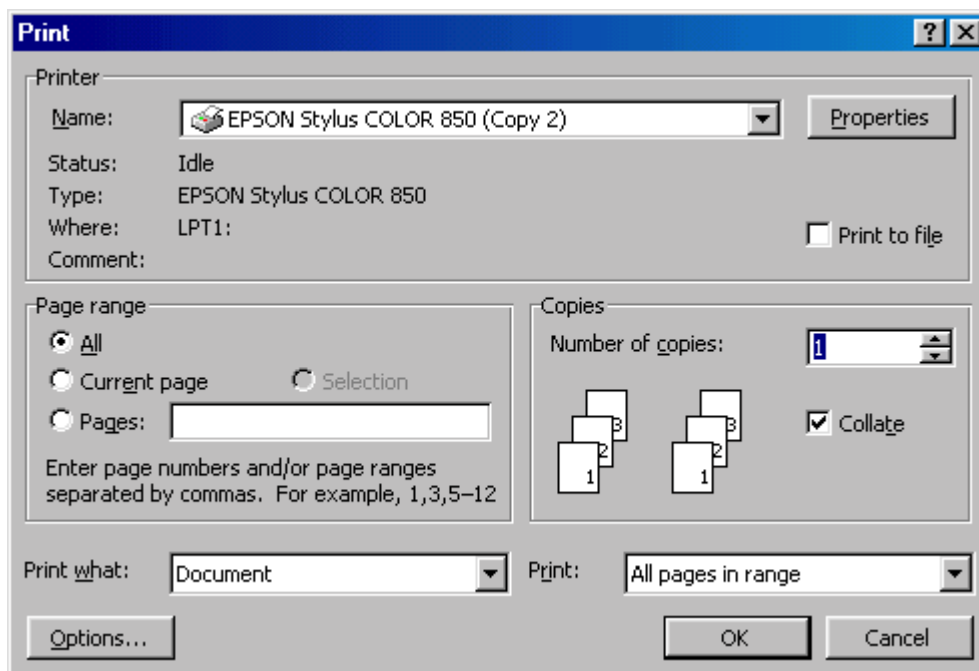 Print
Printer
Name: EPSON Stylus COLOR 850 (Copy 2) Properties
Status: Idle
Type: EPSON Stylus COLOR 850
Where: LPT1: Print to file
Comment:
Page range
All
Current page Selection
Pages:
Enter page numbers and/or page ranges
separated by commas. For example, 1,3,5–12
Copies
Number of copies: 1
3 3
2 2
1 1
Collate
Print what: Document Print: All pages in range
Options... OK Cancel